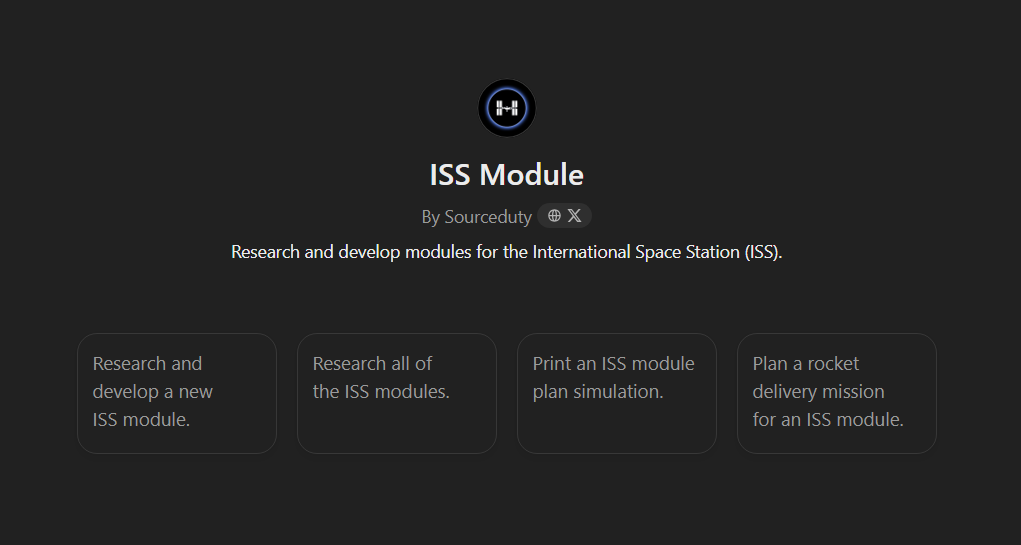 ISS Module
By Sourceduty
Research and develop modules for the International Space Station (ISS).
Research and
develop a new
ISS module.
Research all of
the ISS modules.
Print an ISS module
plan simulation.
Plan a rocket
delivery mission
for an ISS module.